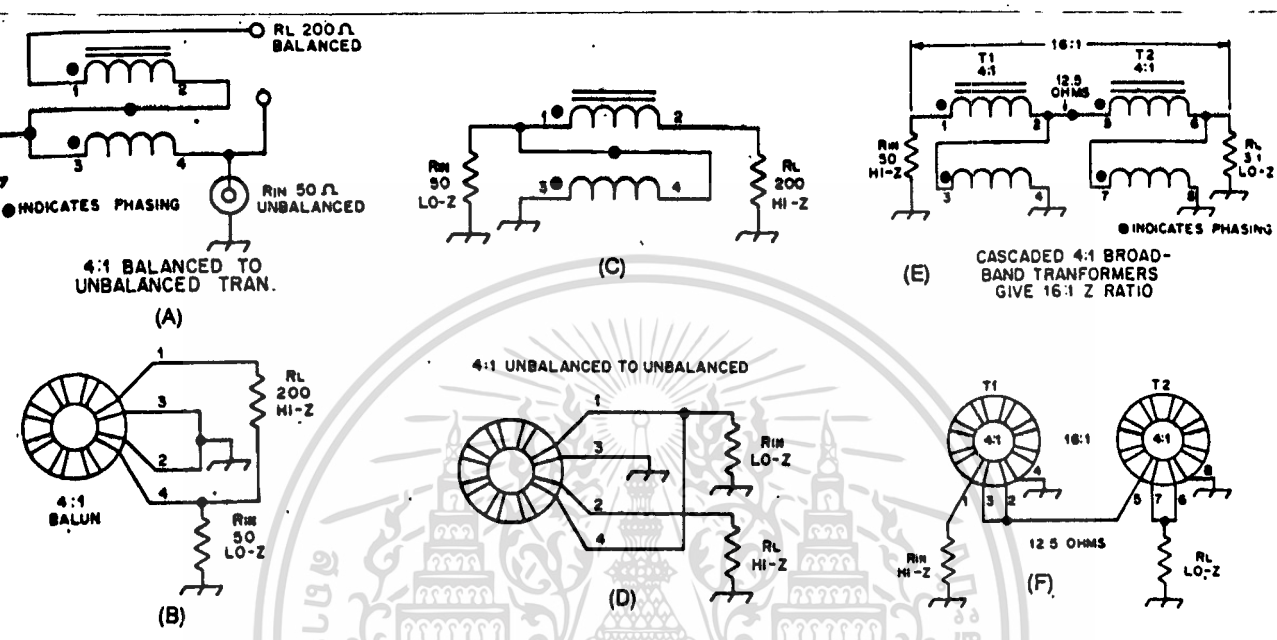 RL 200Ω
BALANCED
1
2
3
4
RIN 50 Ω
UNBALANCED
INDICATES PHASING
4:1 BALANCED TO
UNBALANCED TRAN.
(A)
1
2
3
4
RIN
50
LO-Z
RL
200
HI-Z
(C)
16:1
T1
4:1
T2
4:1
12.5
OHMS
1
2
5
6
RIN
50
HI-Z
RL
3 1
LO-Z
3
4
7
8
INDICATES PHASING
CASCADED 4:1 BROAD-
BAND TRANFORMERS
GIVE 16:1 Z RATIO
(E)
1
3
2
4
RL
200
HI-Z
4:1
BALUN
RIN
50
LO-Z
(B)
4:1 UNBALANCED TO UNBALANCED
1
3
2
4
RIN
LO-Z
RL
HI-Z
(D)
T1
T2
4:1
16:1
4:1
1
3
2
4
5
7
6
8
12 5 OHMS
RIN
HI-Z
RL
LO-Z
(F)